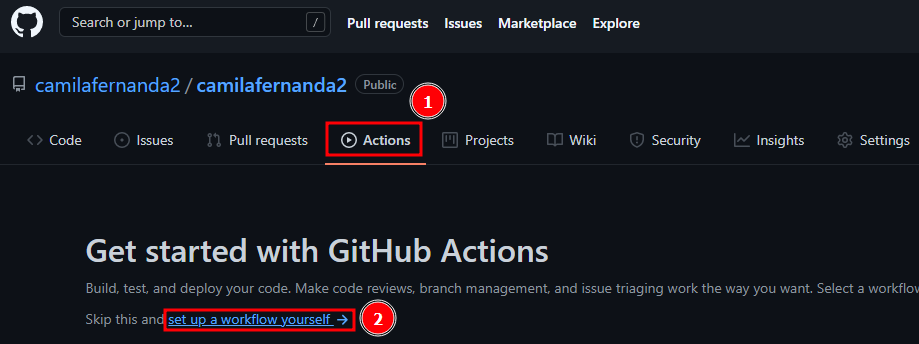 Search or jump to... / Pull requests Issues Marketplace Explore
camilafernanda2 / camilafernanda2 Public
1
Code Issues Pull requests Actions Projects Wiki Security Insights Settings
Get started with GitHub Actions
Build, test, and deploy your code. Make code reviews, branch management, and issue triaging work the way you want. Select a workflow
Skip this and set up a workflow yourself → 2